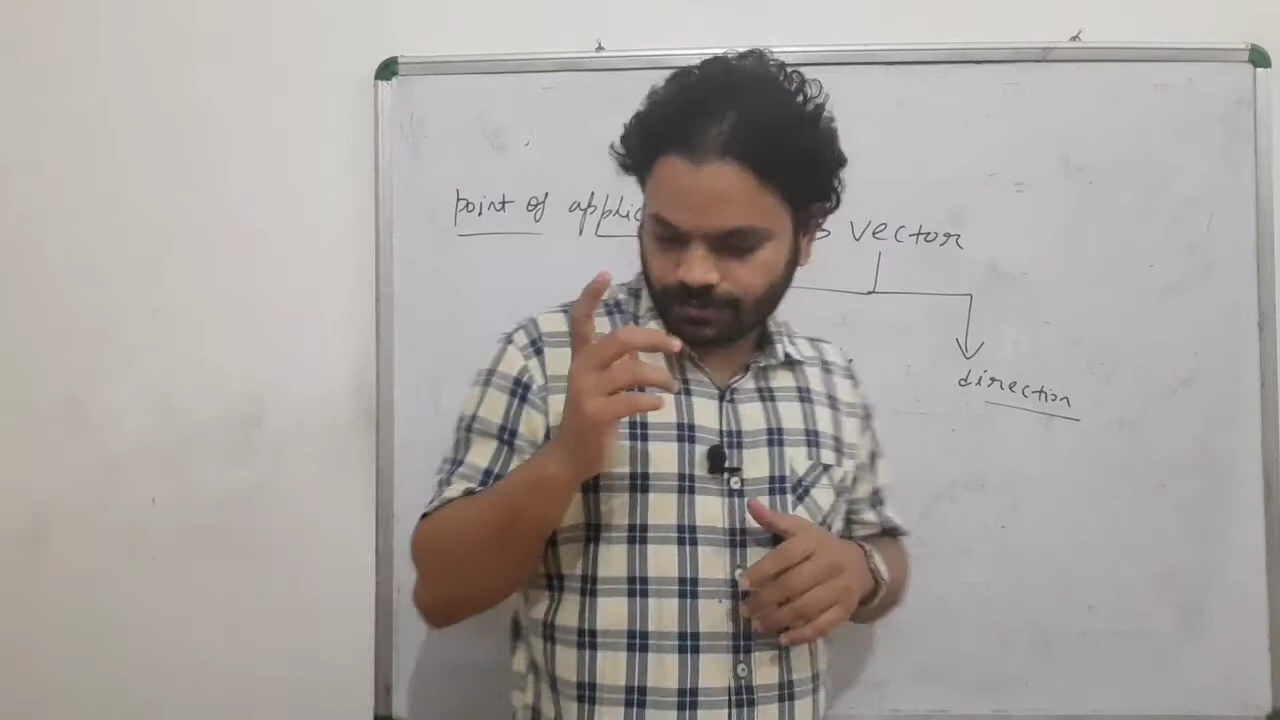 point of applic vector
direction